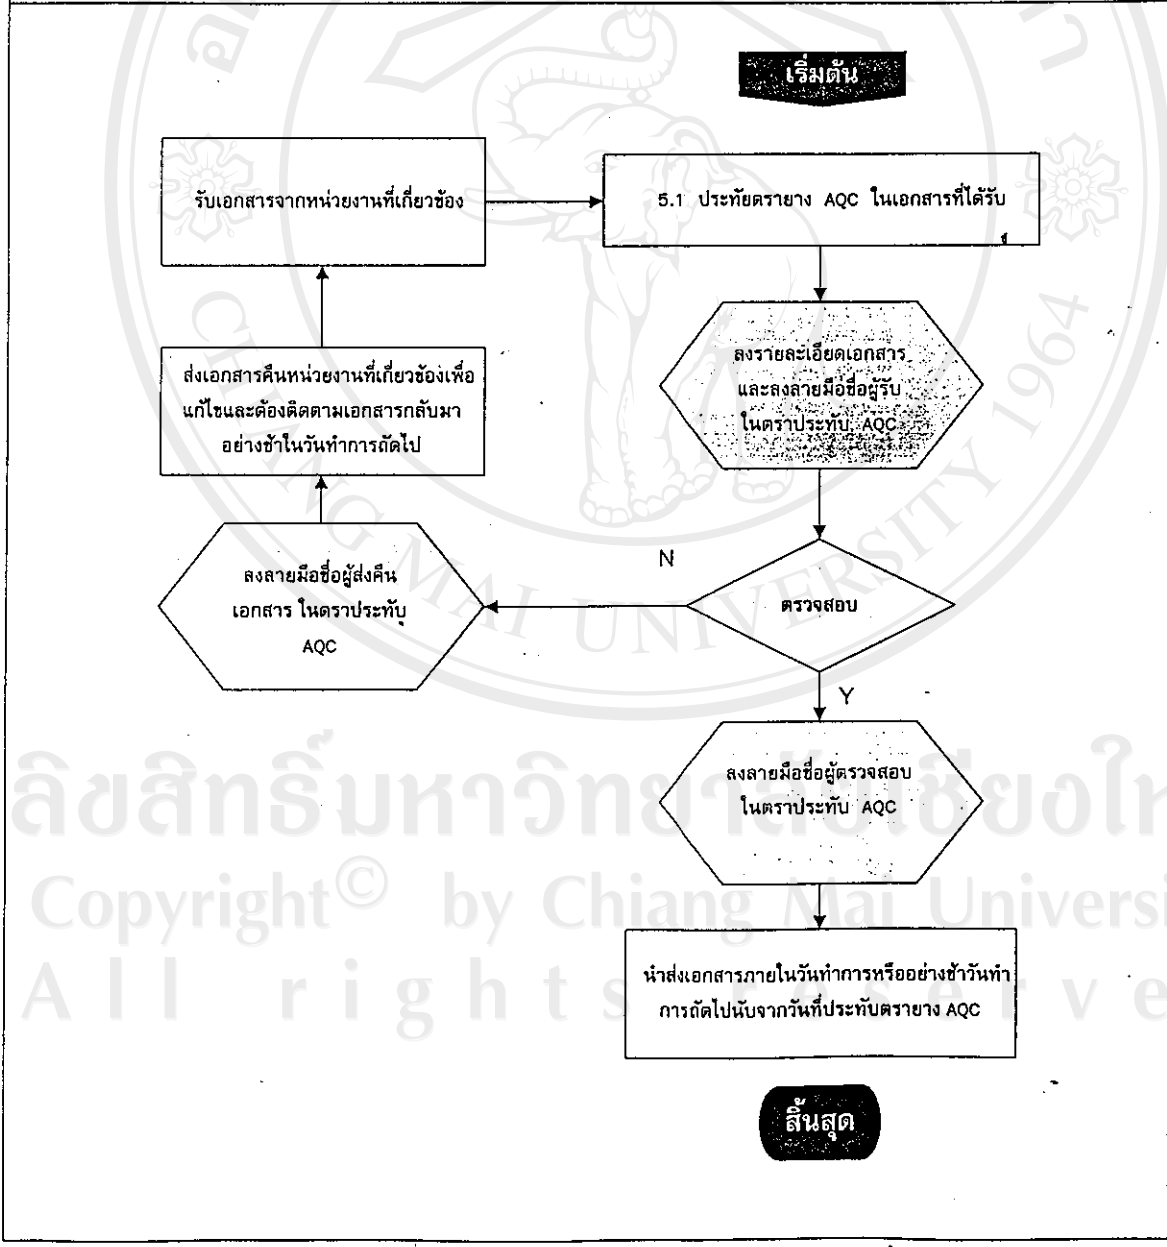 เริ่มต้น
รับเอกสารจากหน่วยงานที่เกี่ยวข้อง
5.1 ประทับตรายาง AQC ในเอกสารที่ได้รับ
ลงรายละเอียดเอกสาร
และลงลายมือชื่อผู้รับ
ในตราประทับ AQC
ส่งเอกสารคืนหน่วยงานที่เกี่ยวข้องเพื่อ
แก้ไขและต้องติดตามเอกสารกลับมา
อย่างช้าในวันทำการถัดไป
N
ตรวจสอบ
ลงลายมือชื่อผู้ส่งคืน
เอกสาร ในตราประทับ
AQC
Y
ลงลายมือชื่อผู้ตรวจสอบ
ในตราประทับ AQC
นำส่งเอกสารภายในวันทำการหรืออย่างช้าวันทำ
การถัดไปนับจากวันที่ประทับตรายาง AQC
สิ้นสุด
CHIANG MAI UNIVERSITY 1964
ลิขสิทธิ์มหาวิทยาลัยเชียงให
Copyright© by Chiang Mai Universi
All rights reserve